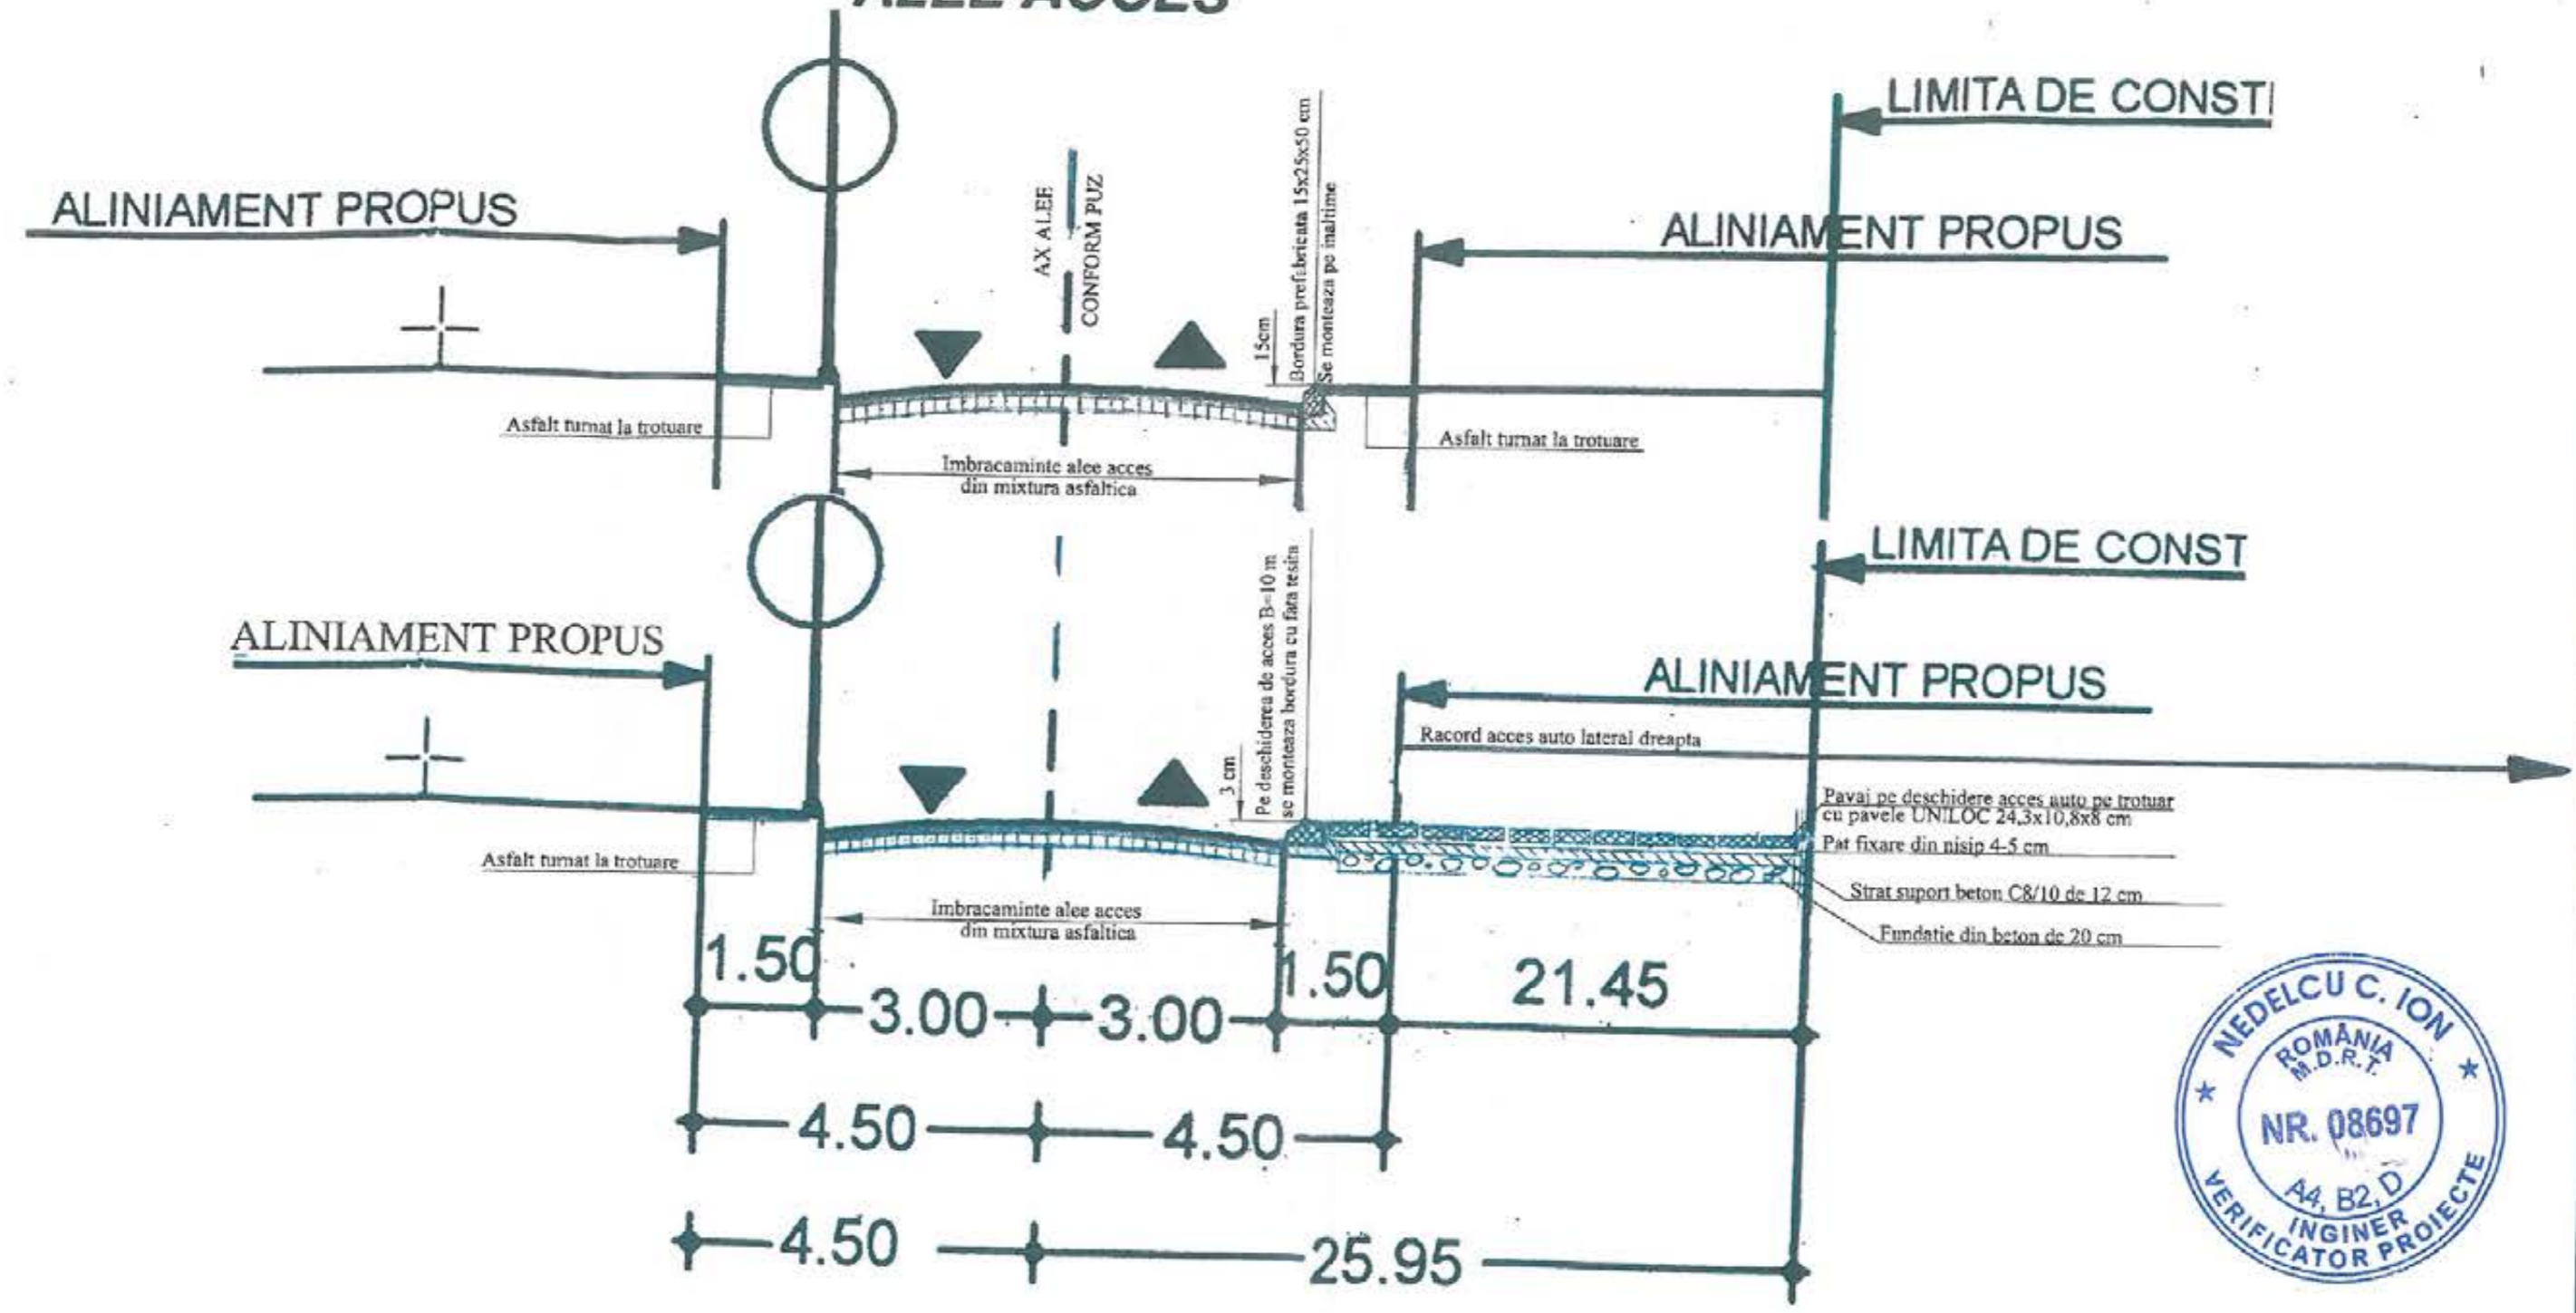 ALEE ACCES
LIMITA DE CONST
ALINIAMENT PROPUS
AX ALEE
CONFORM PUZ
15cm
Bordura prefabricata 15x25x50 cm
Se monteaza pe inaltime
ALINIAMENT PROPUS
Asfalt turnat la trotuare
Imbracaminte alee acces
din mixtura asfaltica
Asfalt turnat la trotuare
LIMITA DE CONST
ALINIAMENT PROPUS
3 cm
Pe deschiderea de acces B=10 m
se monteaza bordura cu fata tesita
ALINIAMENT PROPUS
Racord acces auto lateral dreapta
Pavaj pe deschidere acces auto pe trotuar
cu pavele UNILOC 24,3x10,8x8 cm
Pat fixare din nisip 4-5 cm
Strat suport beton C8/10 de 12 cm
Fundatie din beton de 20 cm
Asfalt turnat la trotuare
Imbracaminte alee acces
din mixtura asfaltica
1.50
3.00
3.00
1.50
21.45
4.50
4.50
4.50
25.95
NEDELCU C. ION
ROMÂNIA
M.D.R.T.
NR. 08697
A4, B2, D
INGINER
VERIFICATOR PROIECTE